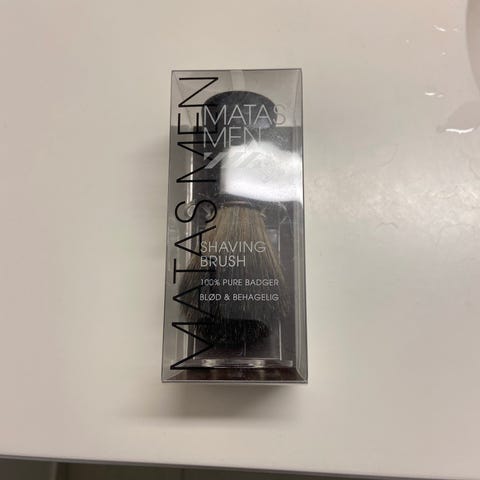 MATAS MEN
MATAS
MEN
SHAVING
BRUSH
100% PURE BADGER
BLØD & BEHAGELIG